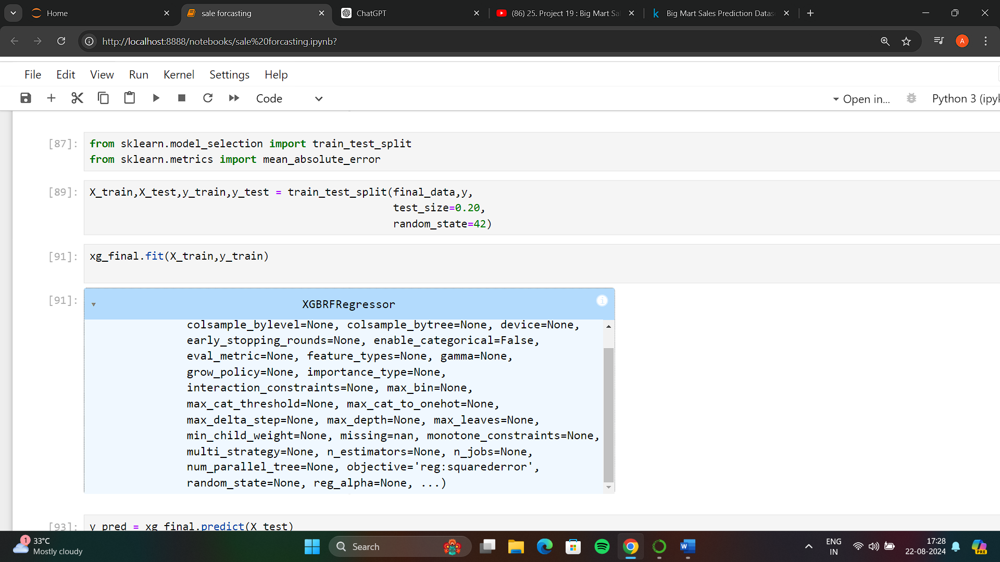 Home
sale forcasting
ChatGPT
(86) 25. Project 19 : Big Mart Sal
Big Mart Sales Prediction Datase
http://localhost:8888/notebooks/sale%20forcasting.ipynb?
A
File Edit View Run Kernel Settings Help
Code
Open in...
Python 3 (ipyk
[87]:
from sklearn.model_selection import train_test_split
from sklearn.metrics import mean_absolute_error
[89]:
X_train,X_test,y_train,y_test = train_test_split(final_data,y,
test_size=0.20,
random_state=42)
[91]:
xg_final.fit(X_train,y_train)
[91]:
XGBRFRegressor
colsample_bylevel=None, colsample_bytree=None, device=None,
early_stopping_rounds=None, enable_categorical=False,
eval_metric=None, feature_types=None, gamma=None,
grow_policy=None, importance_type=None,
interaction_constraints=None, max_bin=None,
max_cat_threshold=None, max_cat_to_onehot=None,
max_delta_step=None, max_depth=None, max_leaves=None,
min_child_weight=None, missing=nan, monotone_constraints=None,
multi_strategy=None, n_estimators=None, n_jobs=None,
num_parallel_tree=None, objective='reg:squarederror',
random_state=None, reg_alpha=None, ...)
[93]:
y_pred = xg_final.predict(X_test)
1
33°C
Mostly cloudy
Search
W
ENG
IN
17:28
22-08-2024
PRE